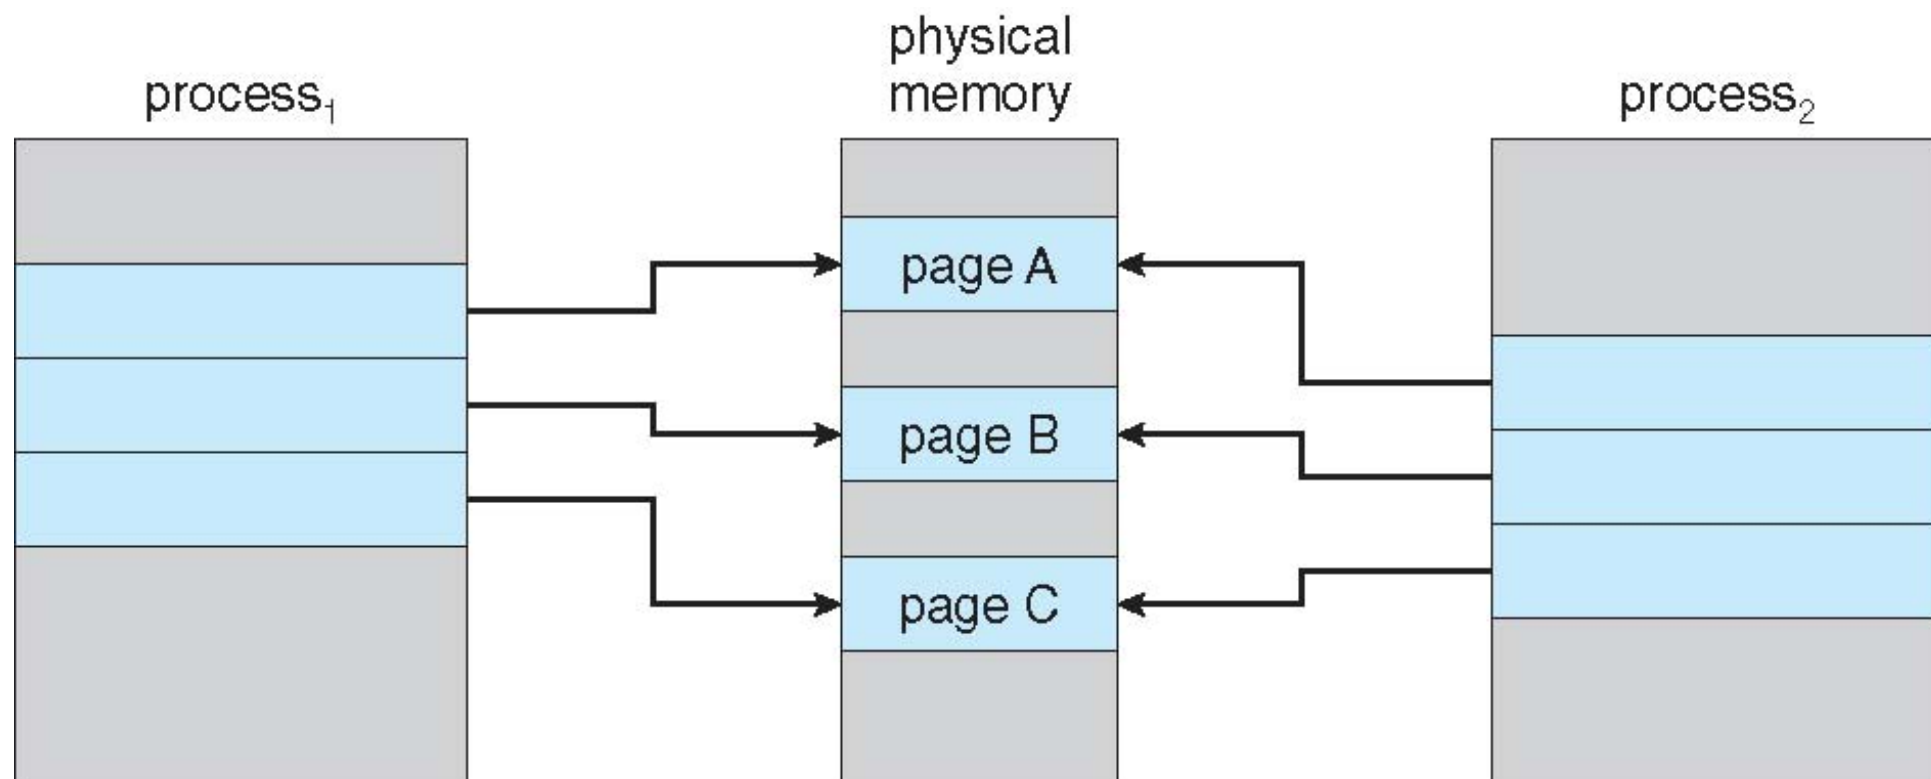 process₁
physical
memory
process₂
page A
page B
page C